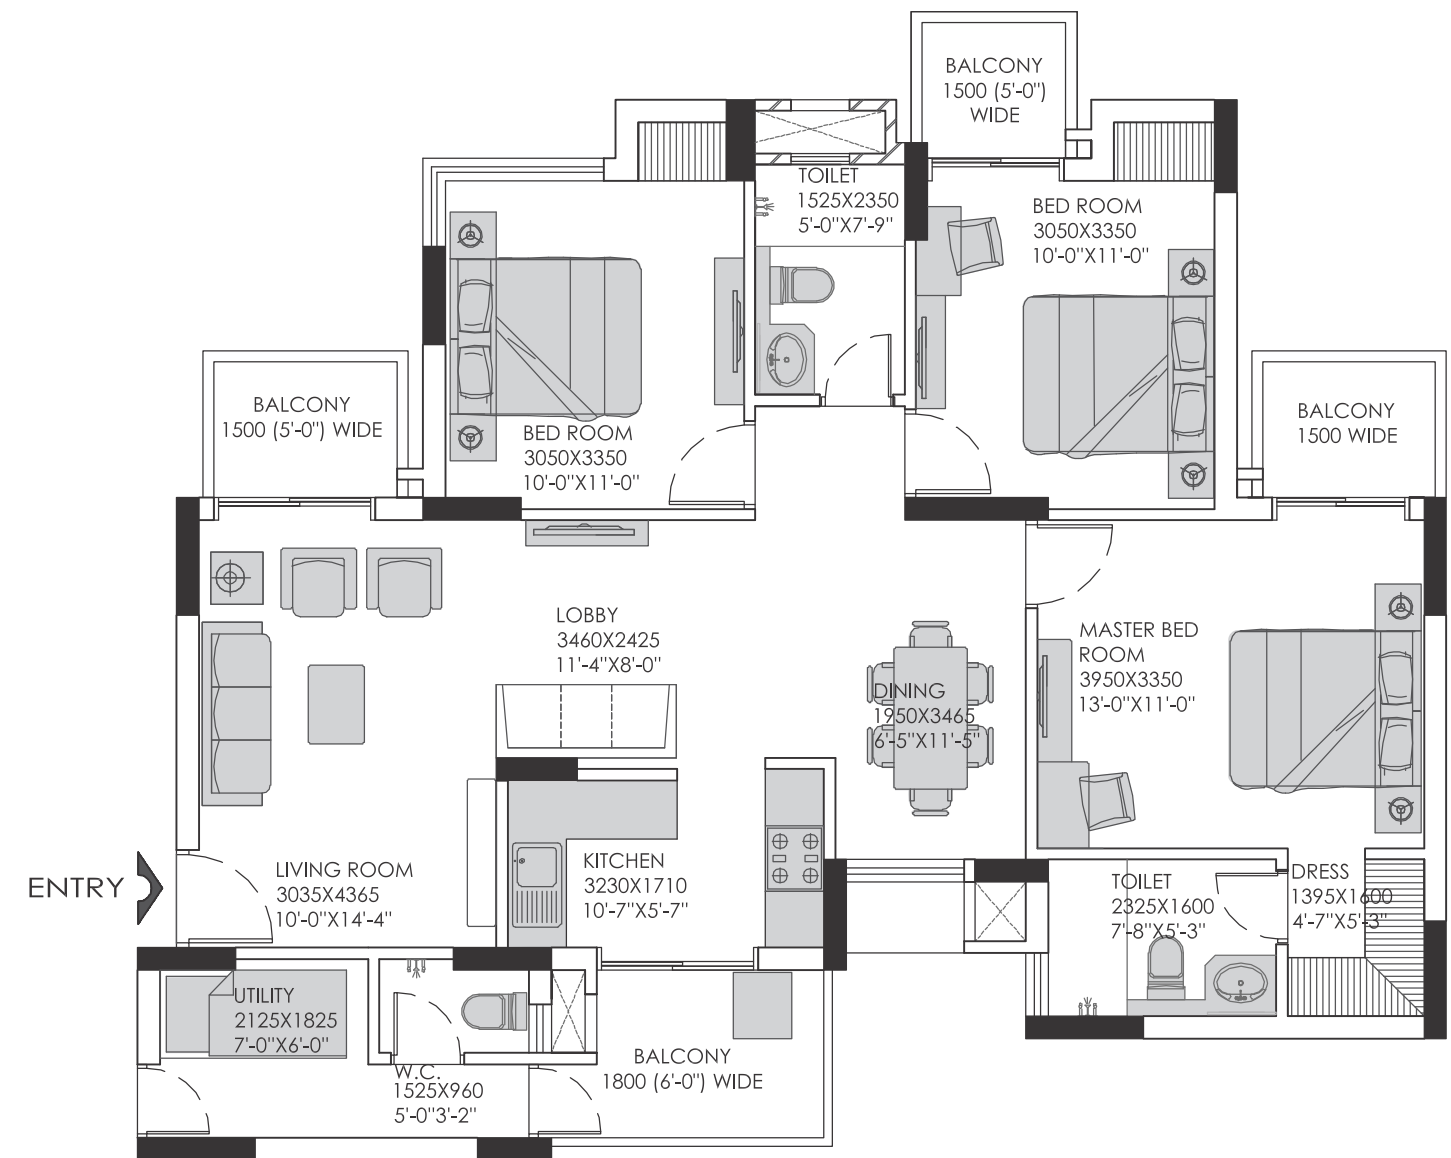 BALCONY
1500 (5'-0")
WIDE
TOILET
1525X2350
5'-0"X7'-9"
BED ROOM
3050X3350
10'-0"X11'-0"
BALCONY
1500 (5'-0") WIDE
BED ROOM
3050X3350
10'-0"X11'-0"
BALCONY
1500 WIDE
LOBBY
3460X2425
11'-4"X8'-0"
MASTER BED
ROOM
3950X3350
13'-0"X11'-0"
DINING
1950X3465
6'-5"X11'-5"
ENTRY
LIVING ROOM
3035X4365
10'-0"X14'-4"
KITCHEN
3230X1710
10'-7"X5'-7"
TOILET
2325X1600
7'-8"X5'-3"
DRESS
1395X1600
4'-7"X5'-3"
UTILITY
2125X1825
7'-0"X6'-0"
W.C.
1525X960
5'-0"3'-2"
BALCONY
1800 (6'-0") WIDE